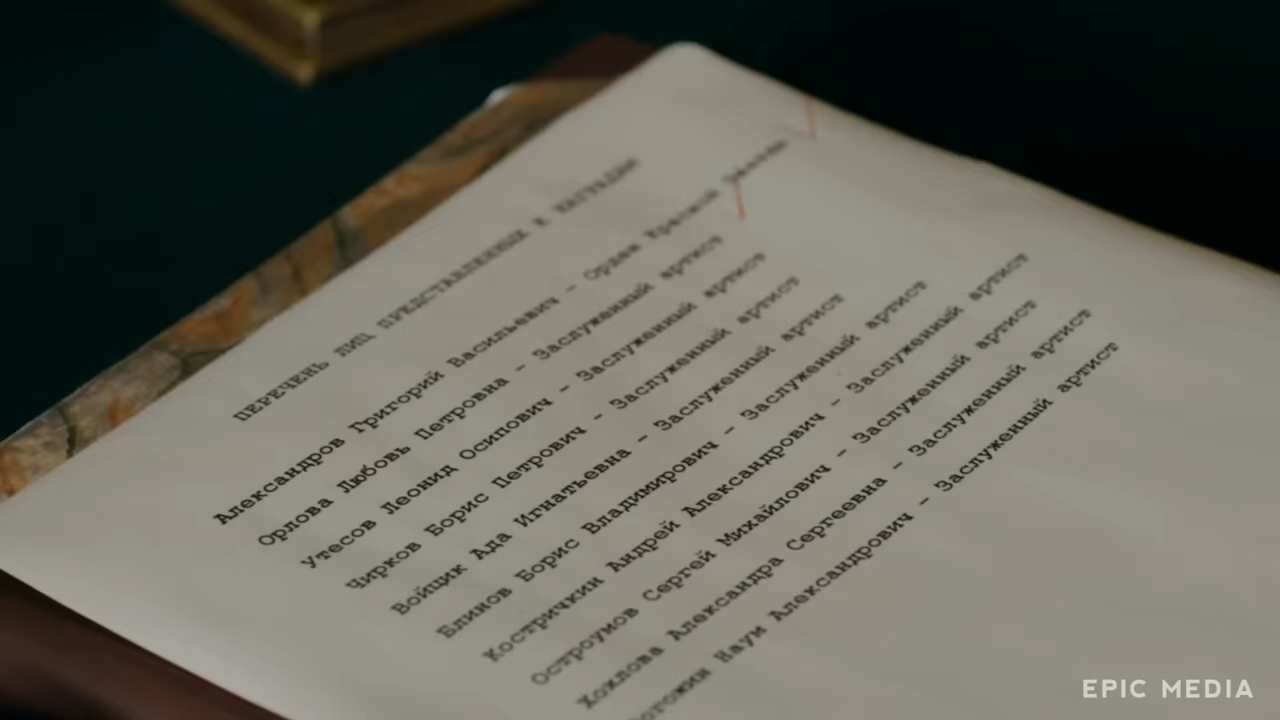 ПЕРЕЧЕНЬ ЛИЦ ПРЕДСТАВЛЕННЫХ К НАГРАДАМ
Александров Григорий Васильевич - Орден Красной Звезды
Орлова Любовь Петровна - Заслуженный артист
Утесов Леонид Осипович - Заслуженный артист
Чирков Борис Петрович - Заслуженный артист
Войцик Ада Игнатьевна - Заслуженный артист
Блинов Борис Владимирович - Заслуженный артист
Костричкин Андрей Александрович - Заслуженный артист
Остроумов Сергей Михайлович - Заслуженный артист
Хохлова Александра Сергеевна - Заслуженный артист
Наум Александрович - Заслуженный артист
EPIC MEDIA